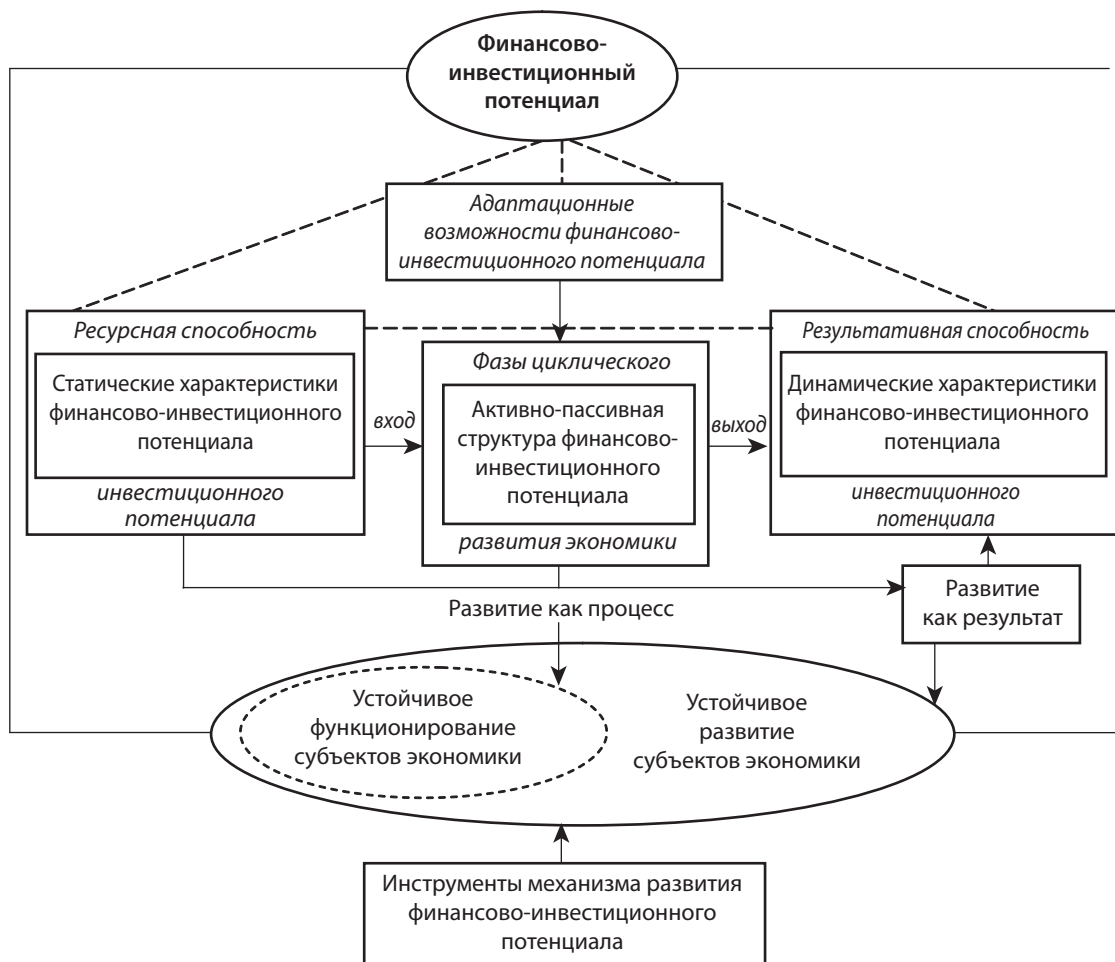 Финансово-
инвестиционный
потенциал
Адаптационные
возможности финансово-
инвестиционного потенциала
Ресурсная способность
Статические характеристики
финансово-инвестиционного
потенциала
инвестиционного
потенциала
вход
Фазы циклического
Активно-пассивная
структура финансово-
инвестиционного
потенциала
развития экономики
выход
Результативная способность
Динамические характеристики
финансово-инвестиционного
потенциала
инвестиционного
потенциала
Развитие как процесс
Развитие
как результат
Устойчивое
функционирование
субъектов экономики
Устойчивое
развитие
субъектов экономики
Инструменты механизма развития
финансово-инвестиционного
потенциала